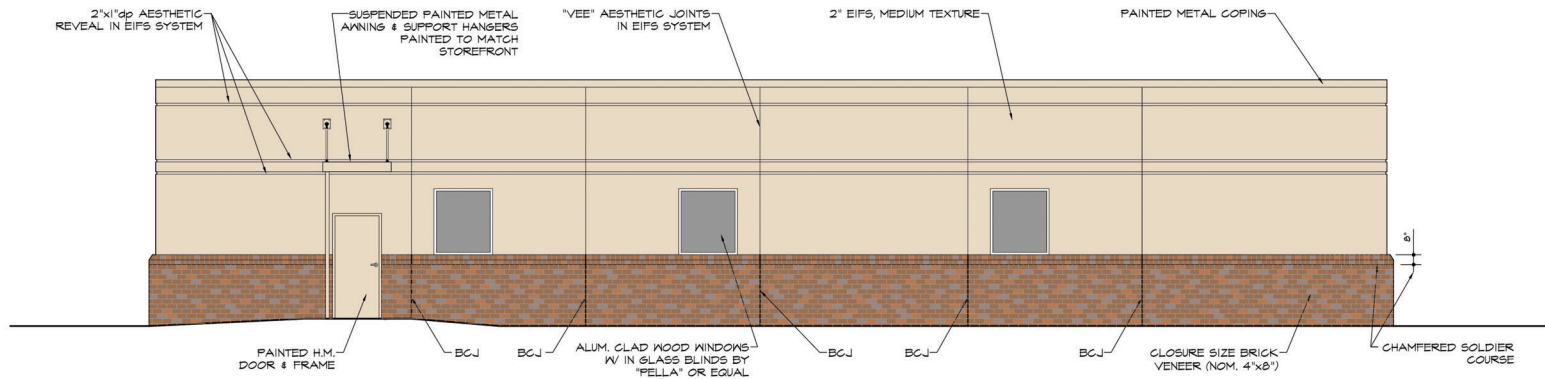 2"x1"dp AESTHETIC
REVEAL IN EIFS SYSTEM
SUSPENDED PAINTED METAL
AWNING & SUPPORT HANGERS
PAINTED TO MATCH
STOREFRONT
"VEE" AESTHETIC JOINTS
IN EIFS SYSTEM
2" EIFS, MEDIUM TEXTURE
PAINTED METAL COPING
8"
PAINTED H.M.
DOOR & FRAME
BCJ
BCJ
ALUM. CLAD WOOD WINDOWS
W/ IN GLASS BLINDS BY
"PELLA" OR EQUAL
BCJ
BCJ
BCJ
CLOSURE SIZE BRICK
VENEER (NOM. 4"x8")
CHAMFERED SOLDIER
COURSE